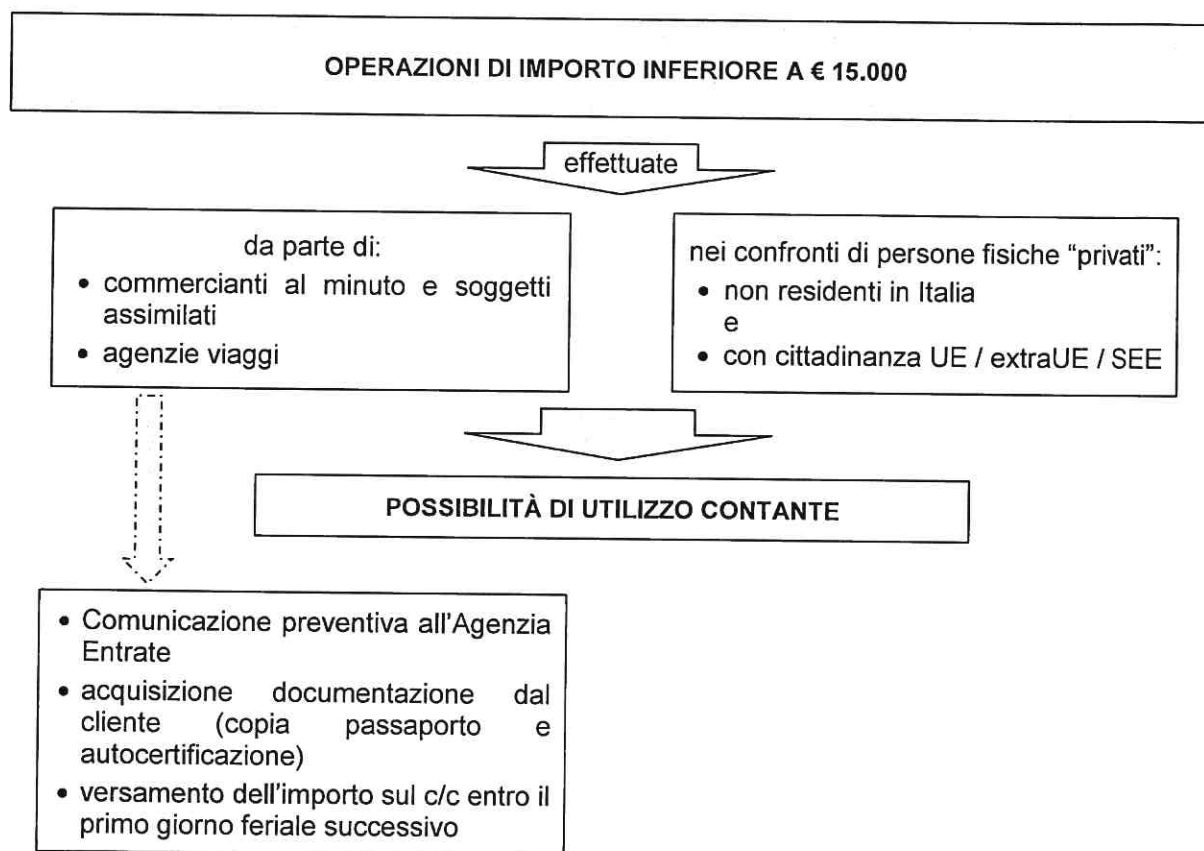 OPERAZIONI DI IMPORTO INFERIORE A € 15.000
effettuate
da parte di:
• commercianti al minuto e soggetti
assimilati
• agenzie viaggi
nei confronti di persone fisiche “privati”:
• non residenti in Italia
e
• con cittadinanza UE / extraUE / SEE
POSSIBILITÀ DI UTILIZZO CONTANTE
• Comunicazione preventiva all'Agenzia
Entrate
• acquisizione documentazione dal
cliente (copia passaporto e
autocertificazione)
• versamento dell'importo sul c/c entro il
primo giorno feriale successivo